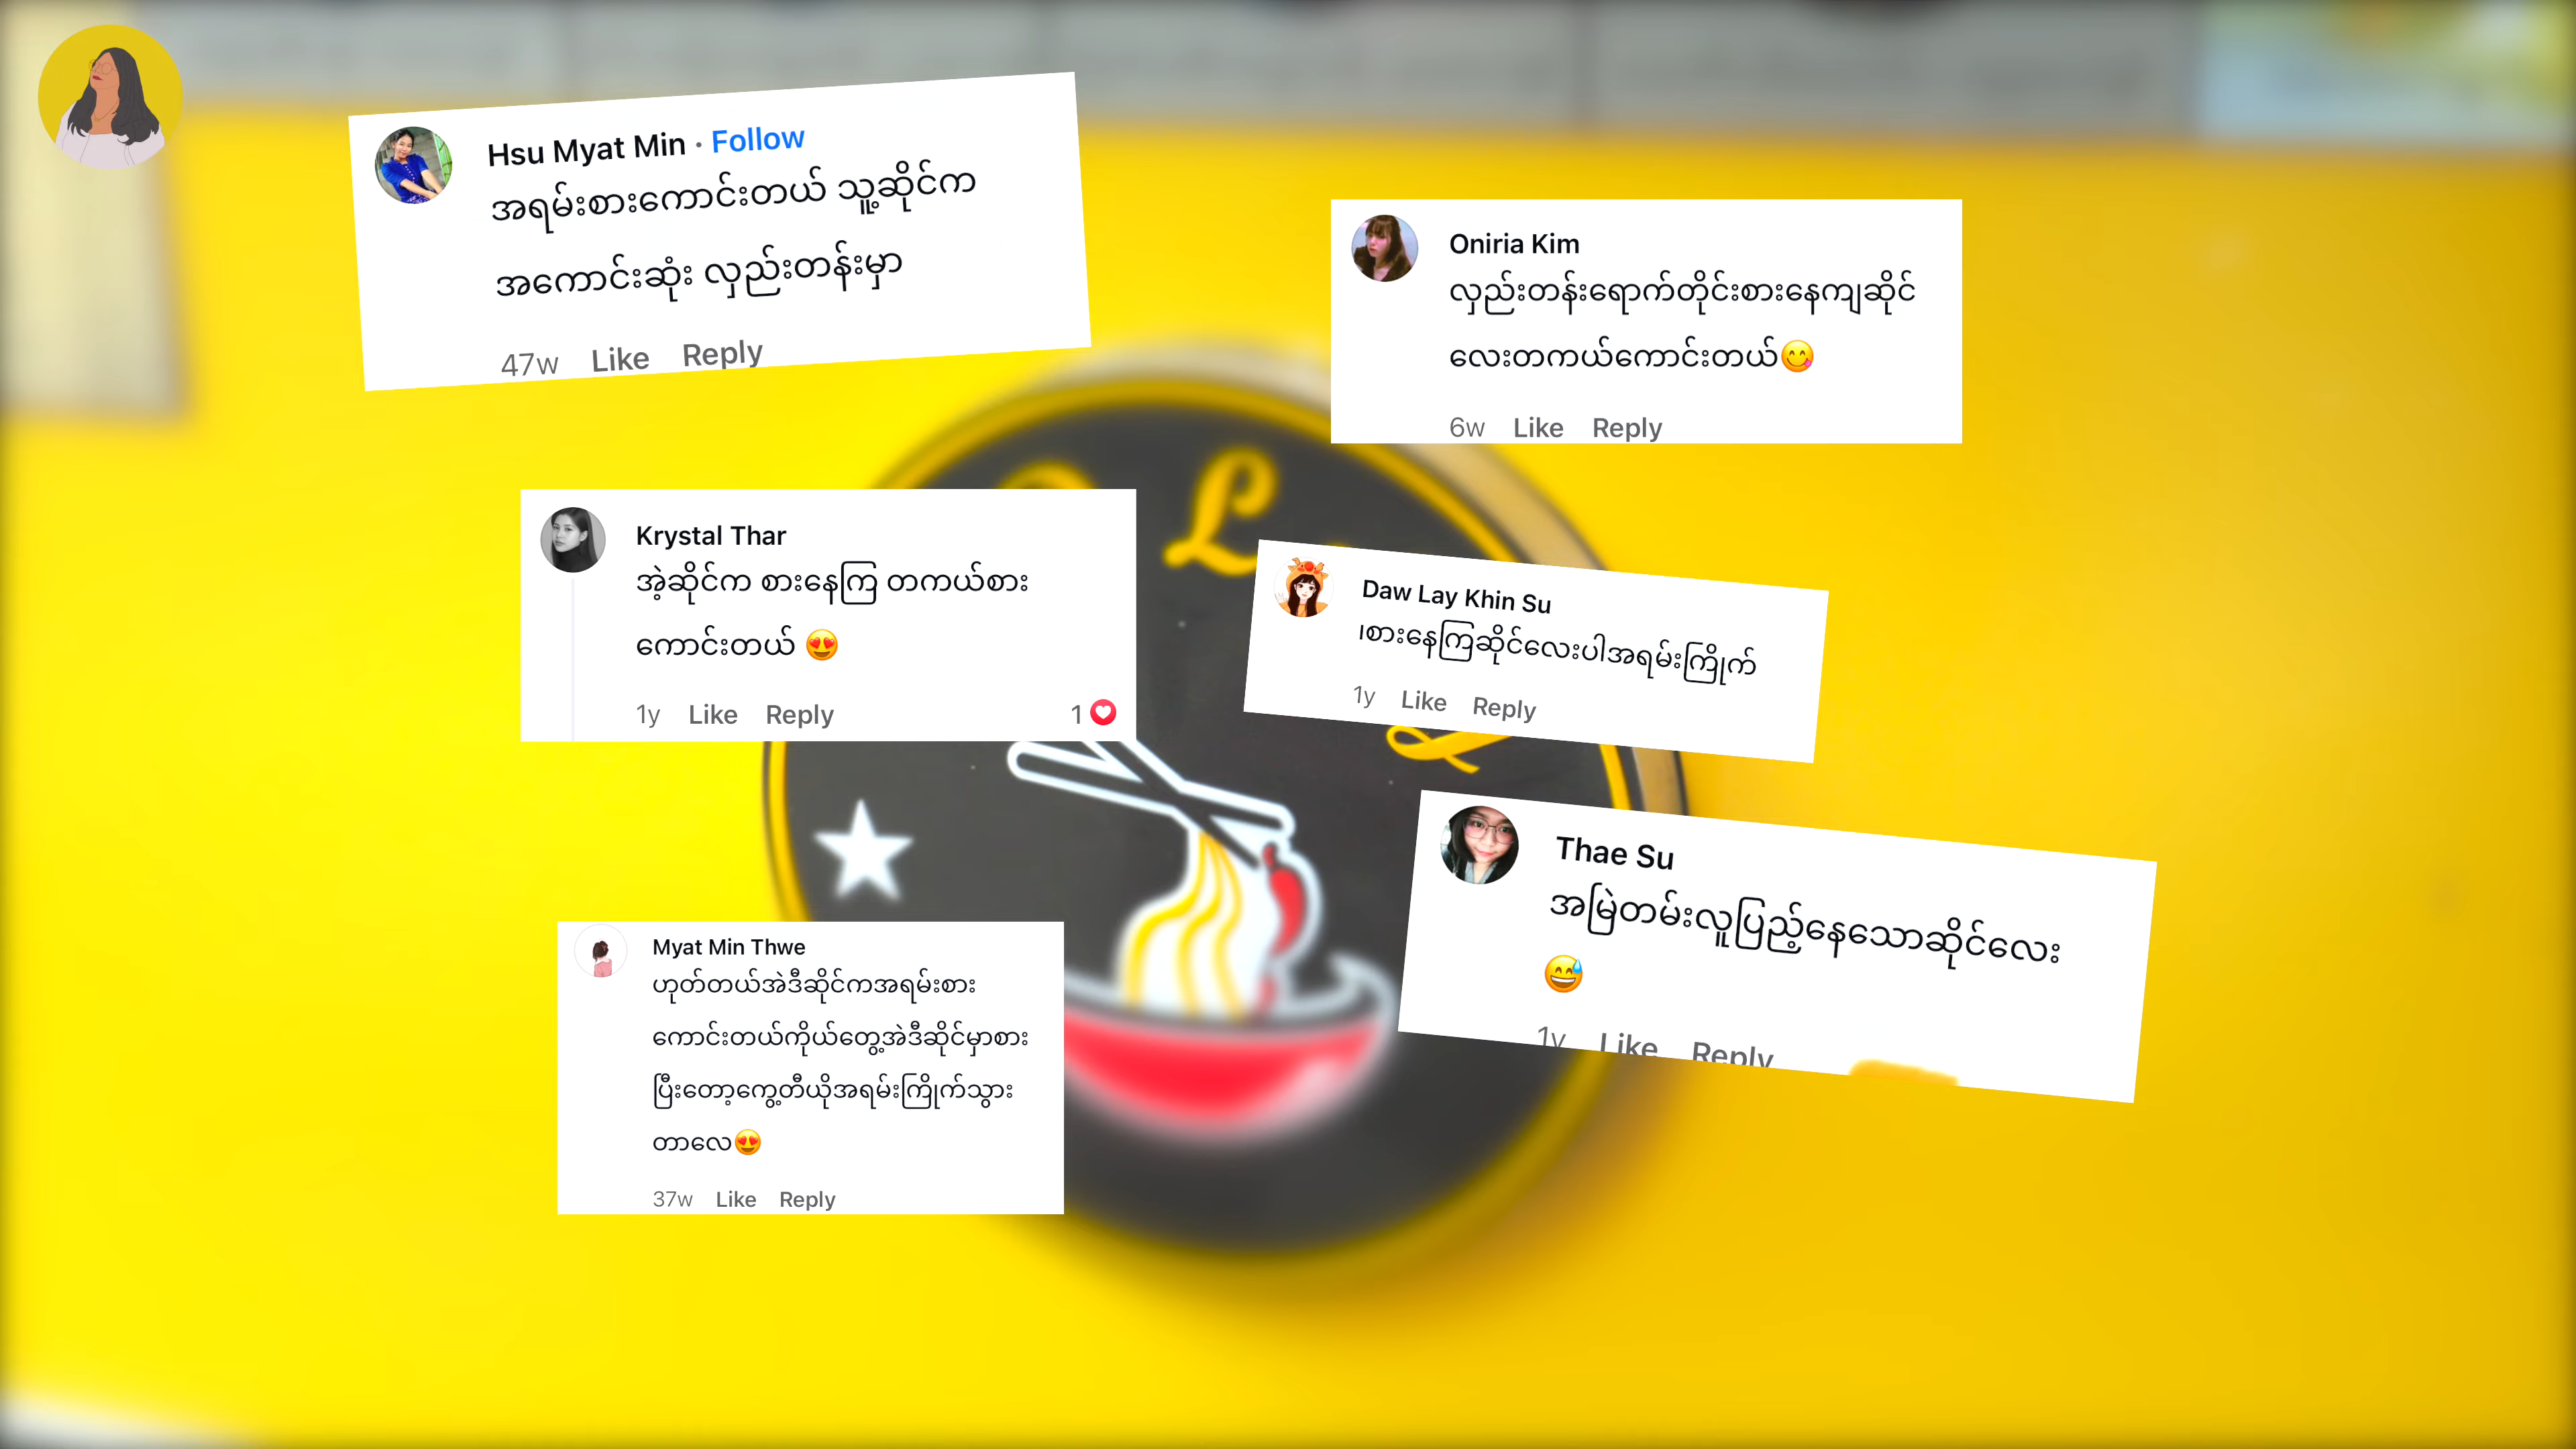 Hsu Myat Min · Follow
အရမ်းစားကောင်းတယ် သူ့ဆိုင်က
အကောင်းဆုံး လှည်းတန်းမှာ
47w Like Reply
Oniria Kim
လှည်းတန်းရောက်တိုင်းစားနေကျဆိုင်
လေးတကယ်ကောင်းတယ်😋
6w Like Reply
Krystal Thar
အဲ့ဆိုင်က စားနေကြ တကယ်စား
ကောင်းတယ် 😍
1y Like Reply 1
Daw Lay Khin Su
၊စားနေကြဆိုင်လေးပါအရမ်းကြိုက်
1y Like Reply
Thae Su
အမြဲတမ်းလူပြည့်နေသောဆိုင်လေး
😅
1y Like Reply
Myat Min Thwe
ဟုတ်တယ်အဲဒီဆိုင်ကအရမ်းစား
ကောင်းတယ်ကိုယ်တွေ့အဲဒီဆိုင်မှာစား
ပြီးတော့ကွေ့တီယိုအရမ်းကြိုက်သွား
တာလေ😍
37w Like Reply
L